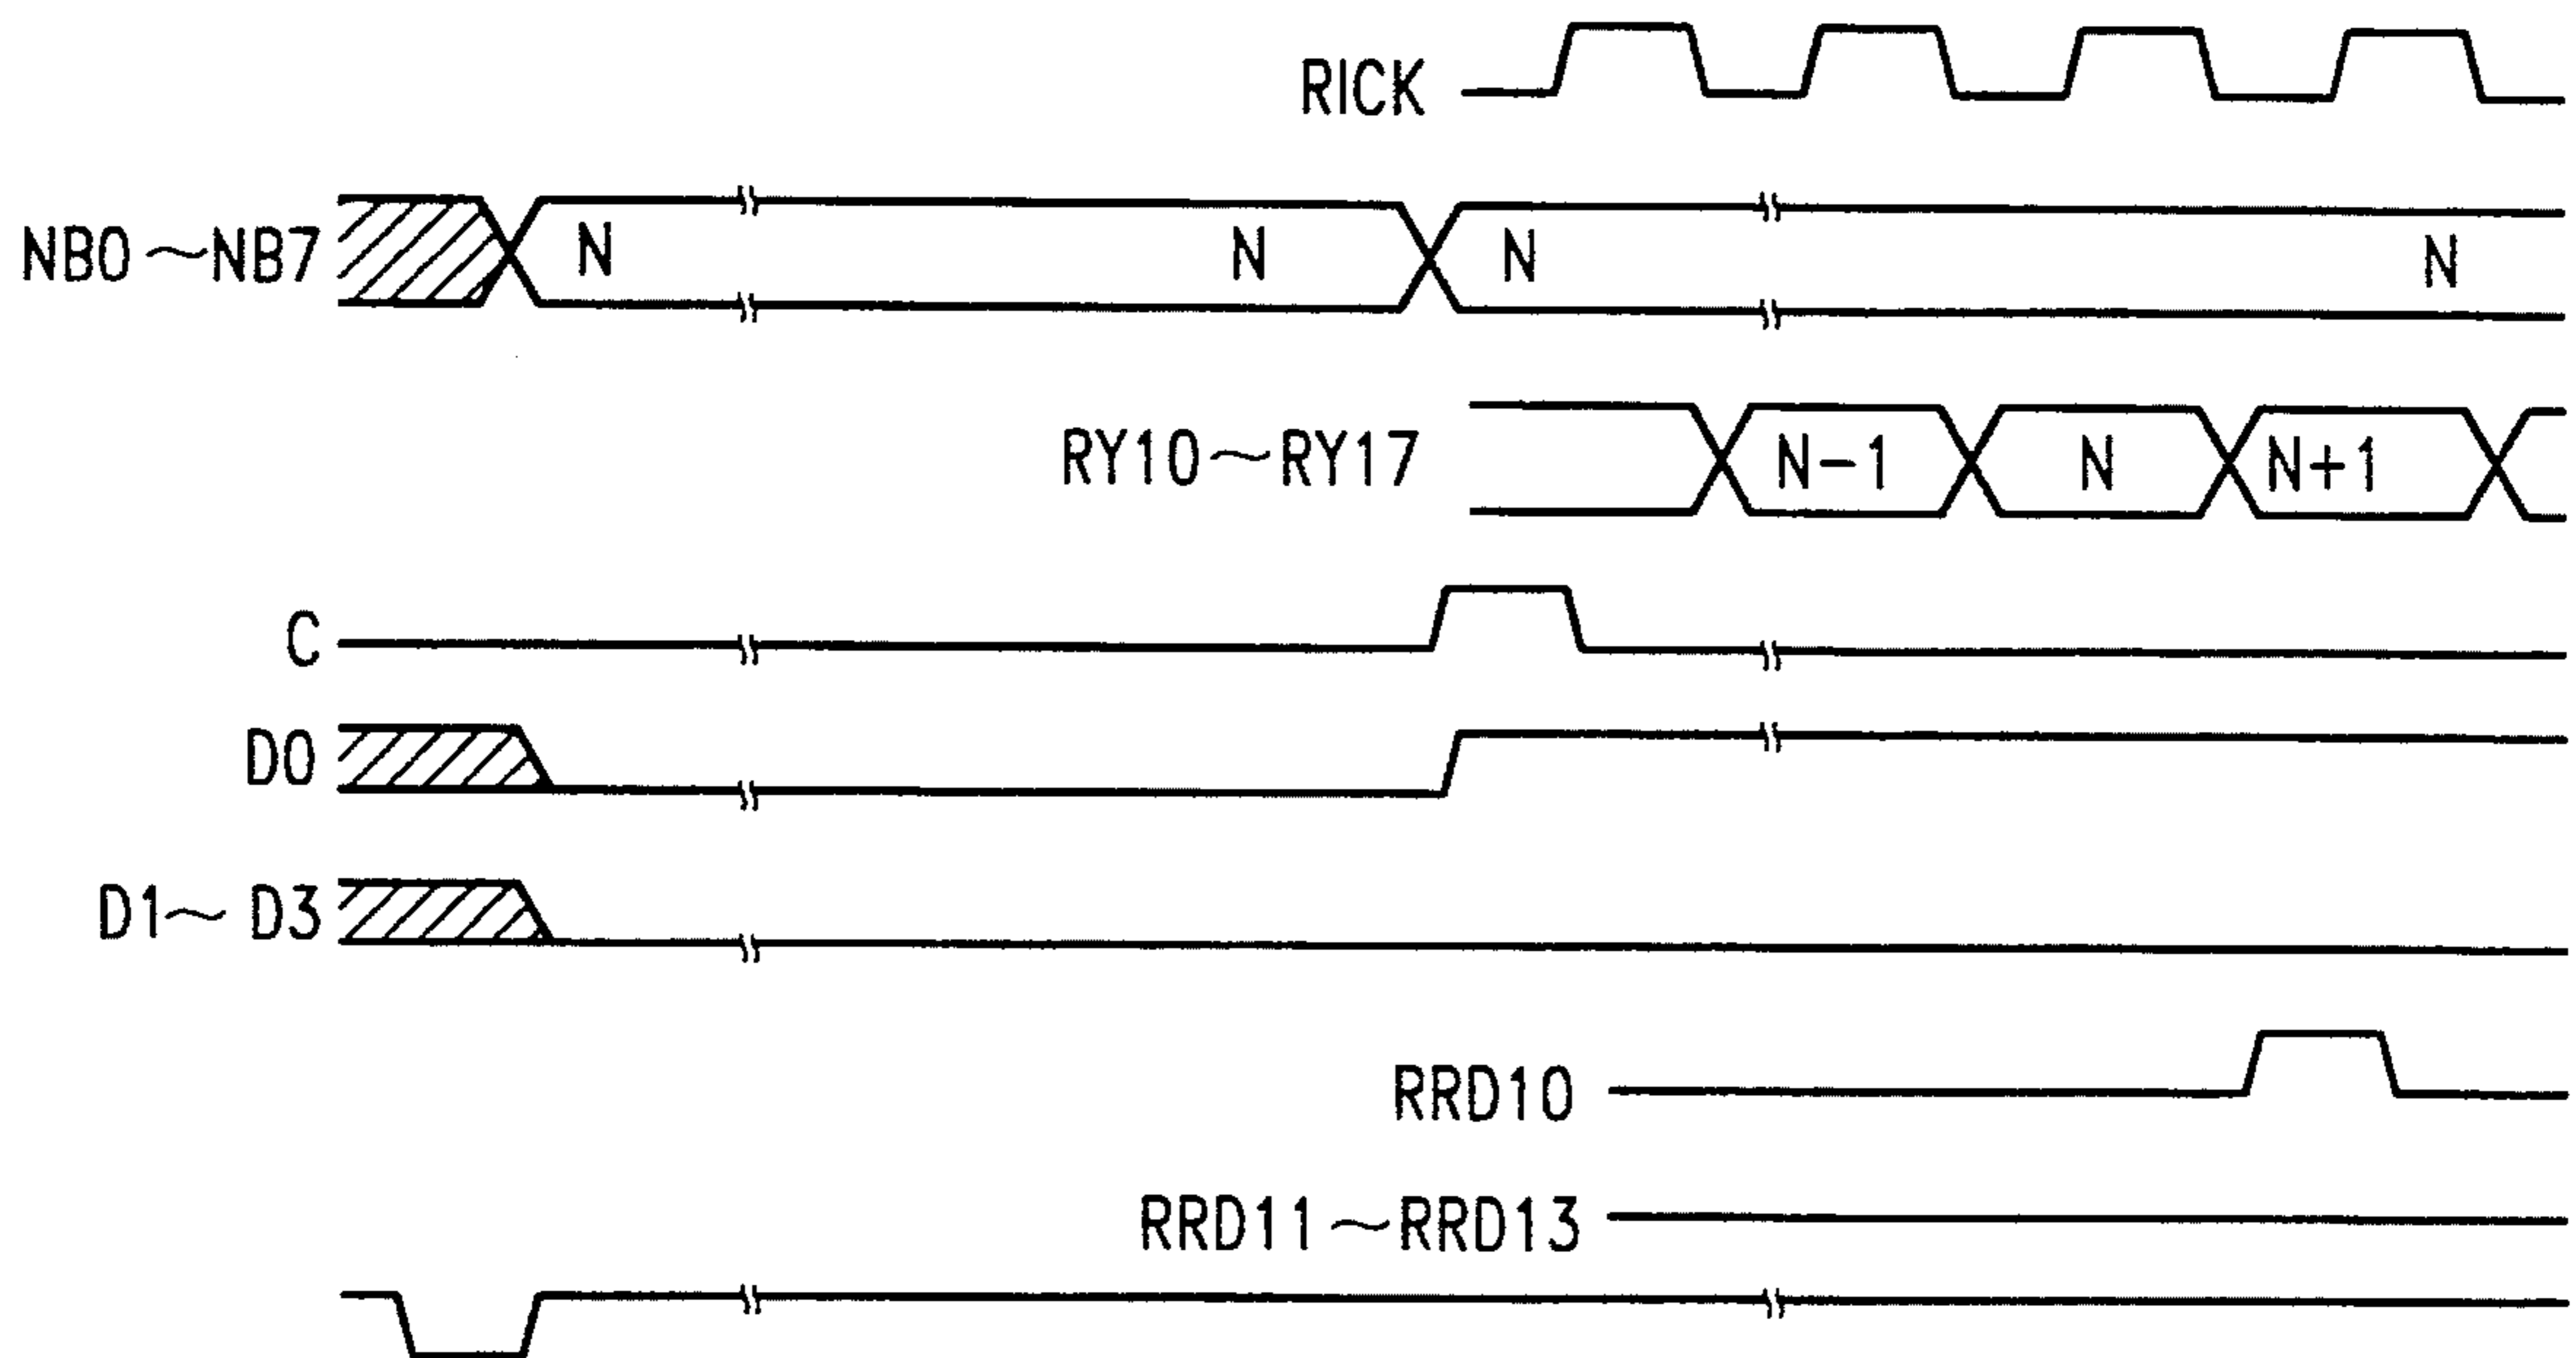 RICK
NB0～NB7 N N N N
RY10～RY17 N-1 N N+1
C
D0
D1～D3
RRD10
RRD11～RRD13